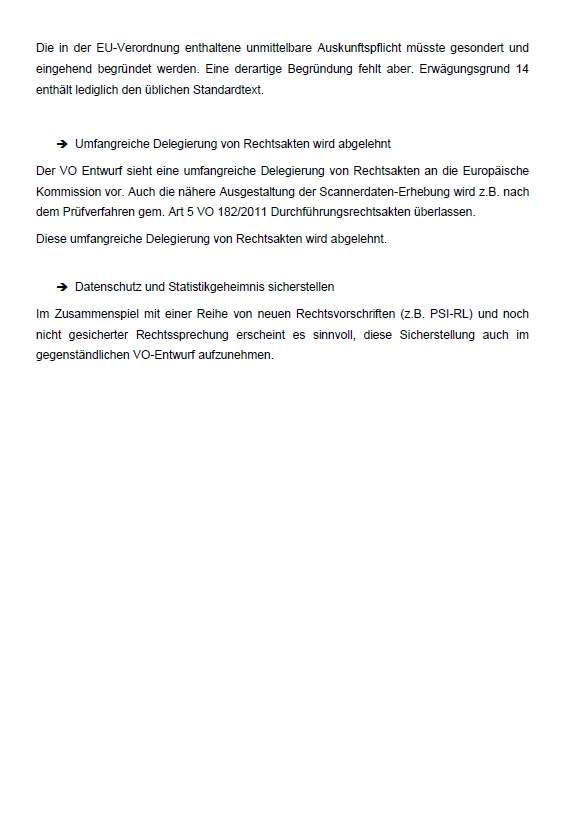 Die in der EU-Verordnung enthaltene unmittelbare Auskunftspflicht müsste gesondert und
eingehend begründet werden. Eine derartige Begründung fehlt aber. Erwägungsgrund 14
enthält lediglich den üblichen Standardtext.
➔ Umfangreiche Delegierung von Rechtsakten wird abgelehnt
Der VO Entwurf sieht eine umfangreiche Delegierung von Rechtsakten an die Europäische
Kommission vor. Auch die nähere Ausgestaltung der Scannerdaten-Erhebung wird z.B. nach
dem Prüfverfahren gem. Art 5 VO 182/2011 Durchführungsrechtsakten überlassen.
Diese umfangreiche Delegierung von Rechtsakten wird abgelehnt.
➔ Datenschutz und Statistikgeheimnis sicherstellen
Im Zusammenspiel mit einer Reihe von neuen Rechtsvorschriften (z.B. PSI-RL) und noch
nicht gesicherter Rechtssprechung erscheint es sinnvoll, diese Sicherstellung auch im
gegenständlichen VO-Entwurf aufzunehmen.